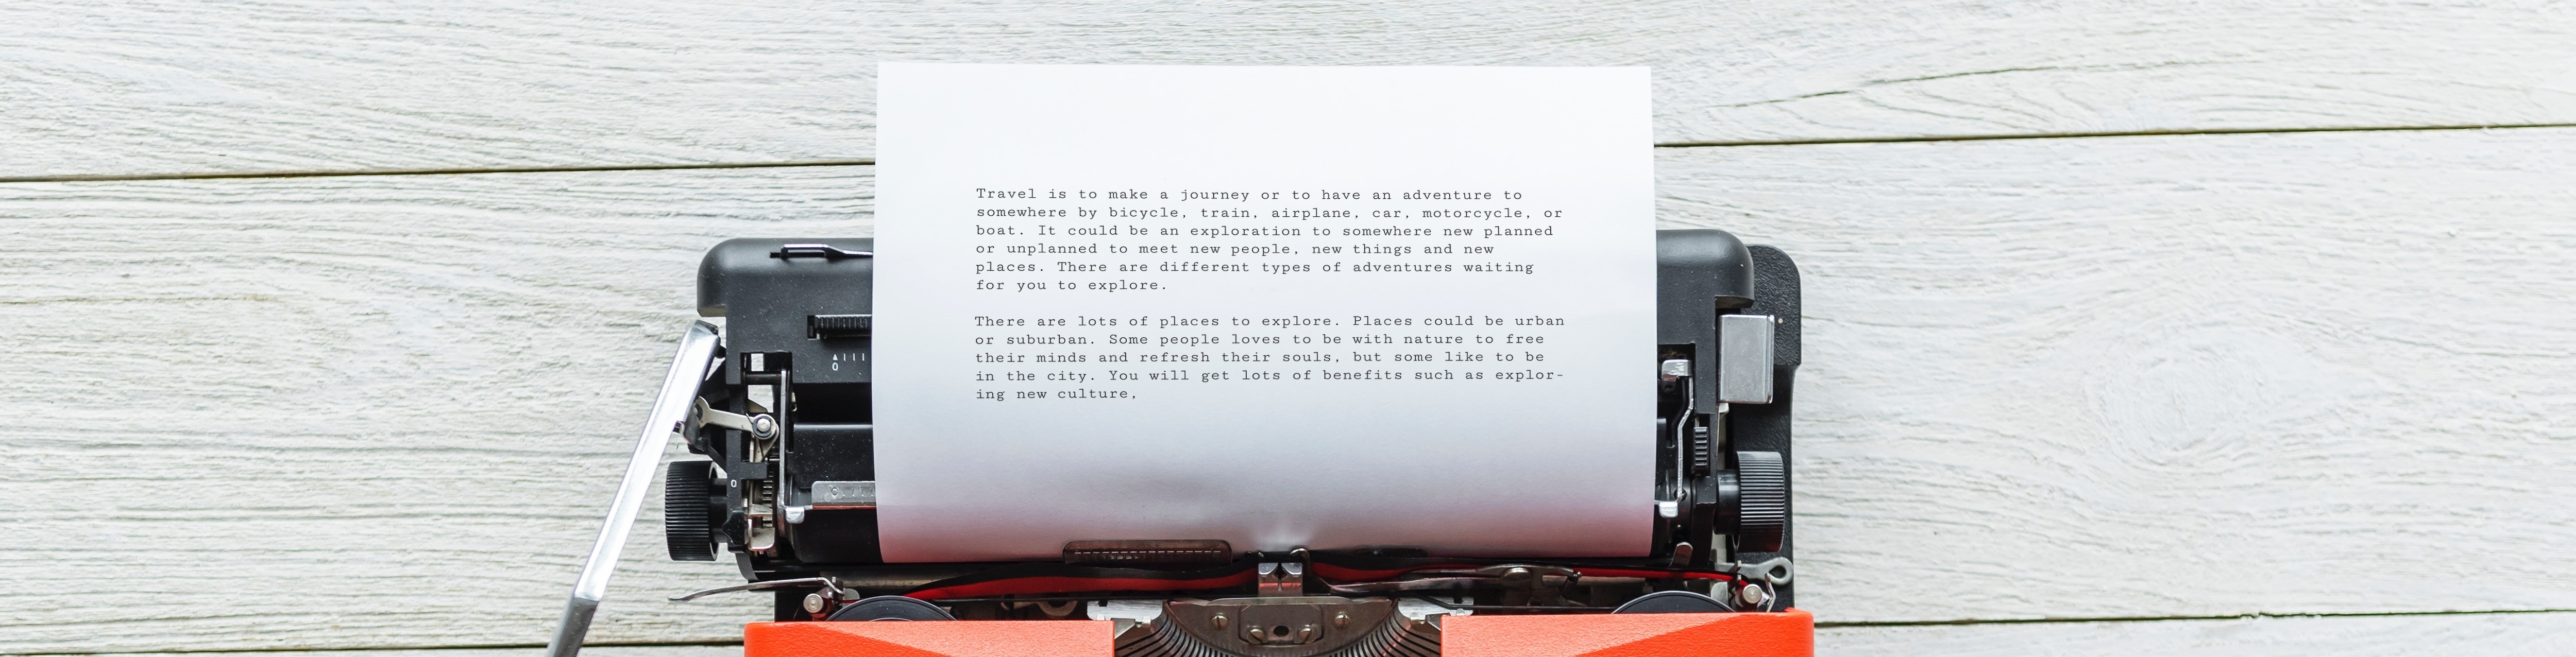 Travel is to make a journey or to have an adventure to
somewhere by bicycle, train, airplane, car, motorcycle, or
boat. It could be an exploration to somewhere new planned
or unplanned to meet new people, new things and new
places. There are different types of adventures waiting
for you to explore.
There are lots of places to explore. Places could be urban
or suburban. Some people loves to be with nature to free
their minds and refresh their souls, but some like to be
in the city. You will get lots of benefits such as explor-
ing new culture,
0
0